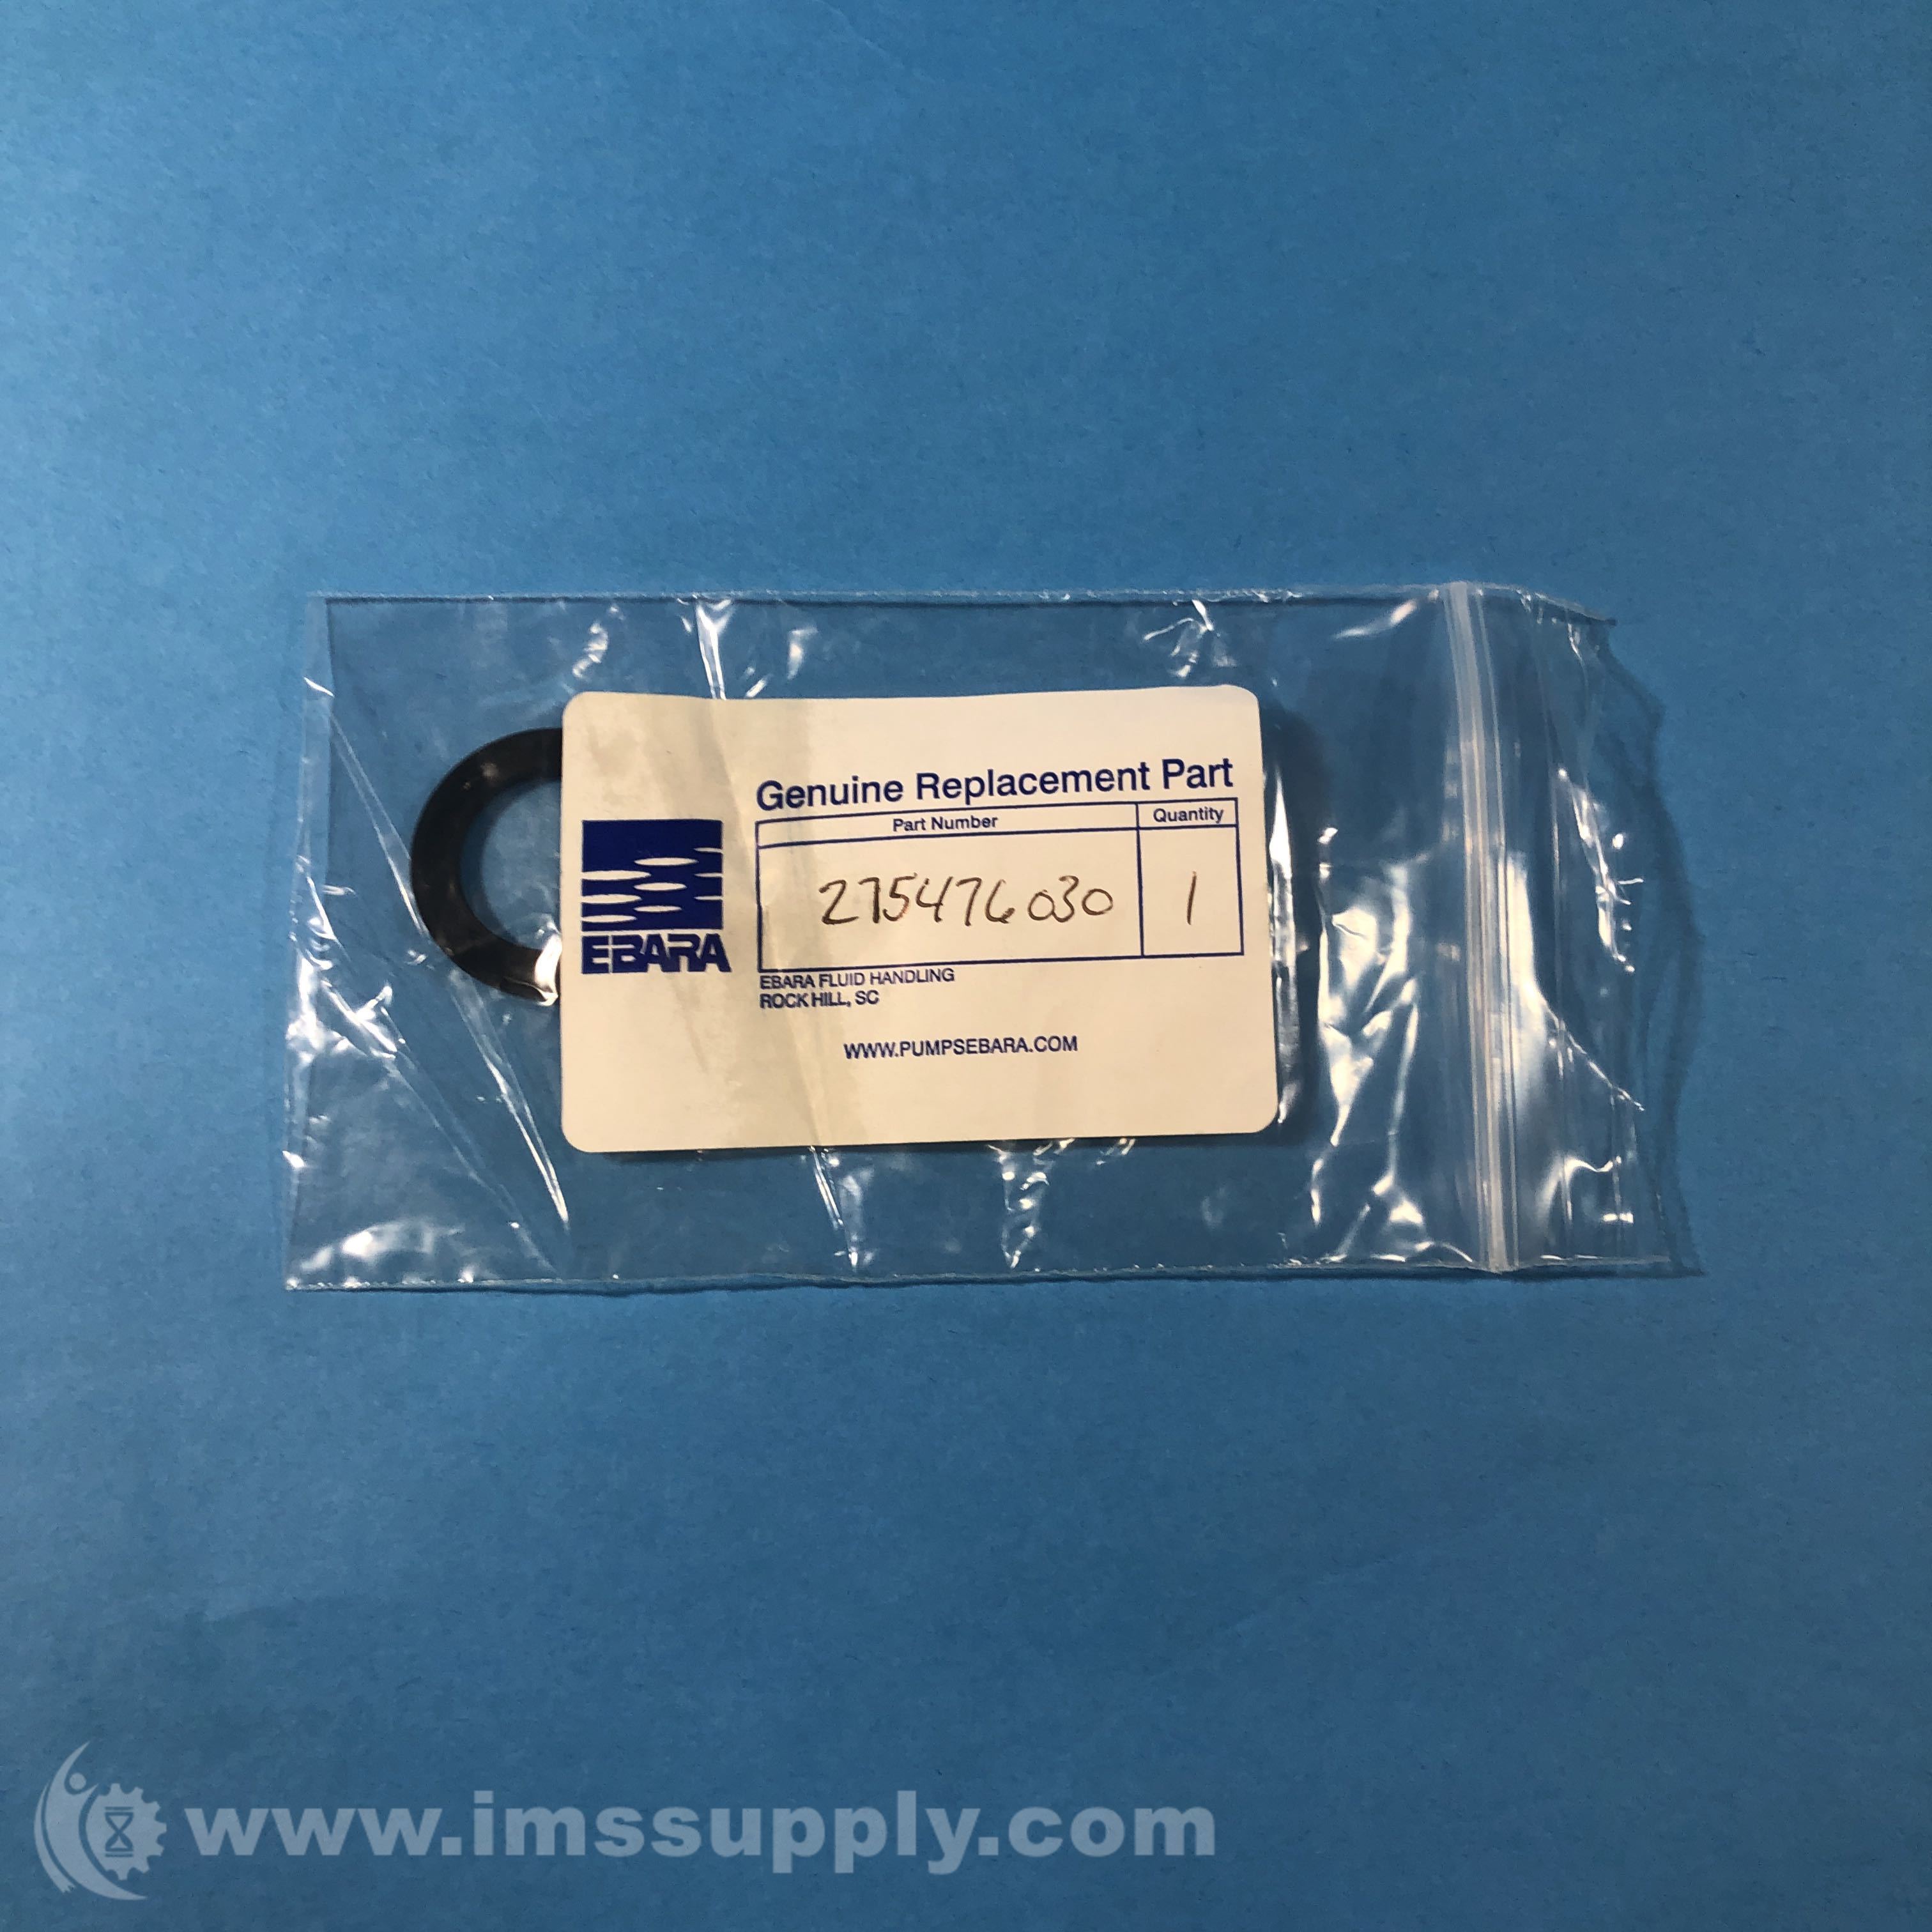 Genuine Replacement Part
Part Number Quantity
275476030 1
EBARA
EBARA FLUID HANDLING
ROCK HILL, SC
WWW.PUMPSEBARA.COM
www.imssupply.com